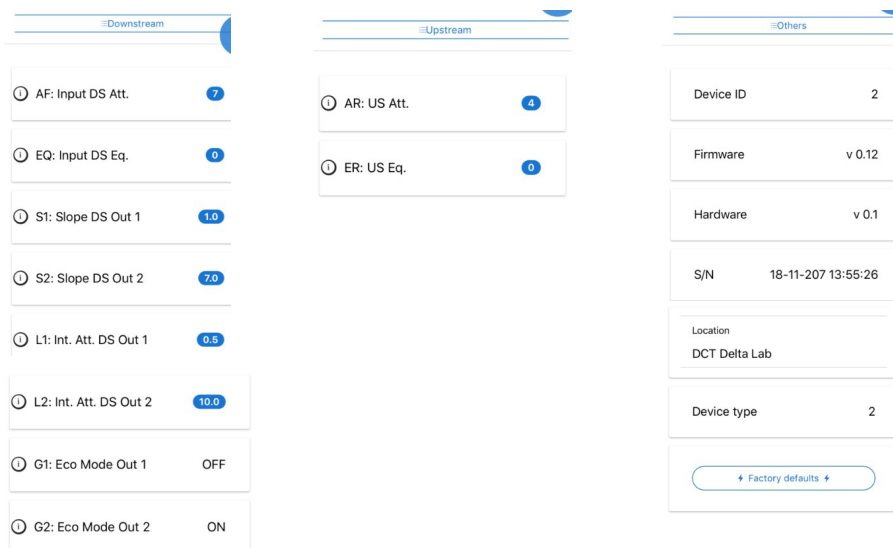 Downstream
AF: Input DS Att. 7
EQ: Input DS Eq. 0
S1: Slope DS Out 1 1.0
S2: Slope DS Out 2 7.0
L1: Int. Att. DS Out 1 0.5
L2: Int. Att. DS Out 2 10.0
G1: Eco Mode Out 1 OFF
G2: Eco Mode Out 2 ON
Upstream
AR: US Att. 4
ER: US Eq. 0
Others
Device ID 2
Firmware v 0.12
Hardware v 0.1
S/N 18-11-207 13:55:26
Location
DCT Delta Lab
Device type 2
Factory defaults